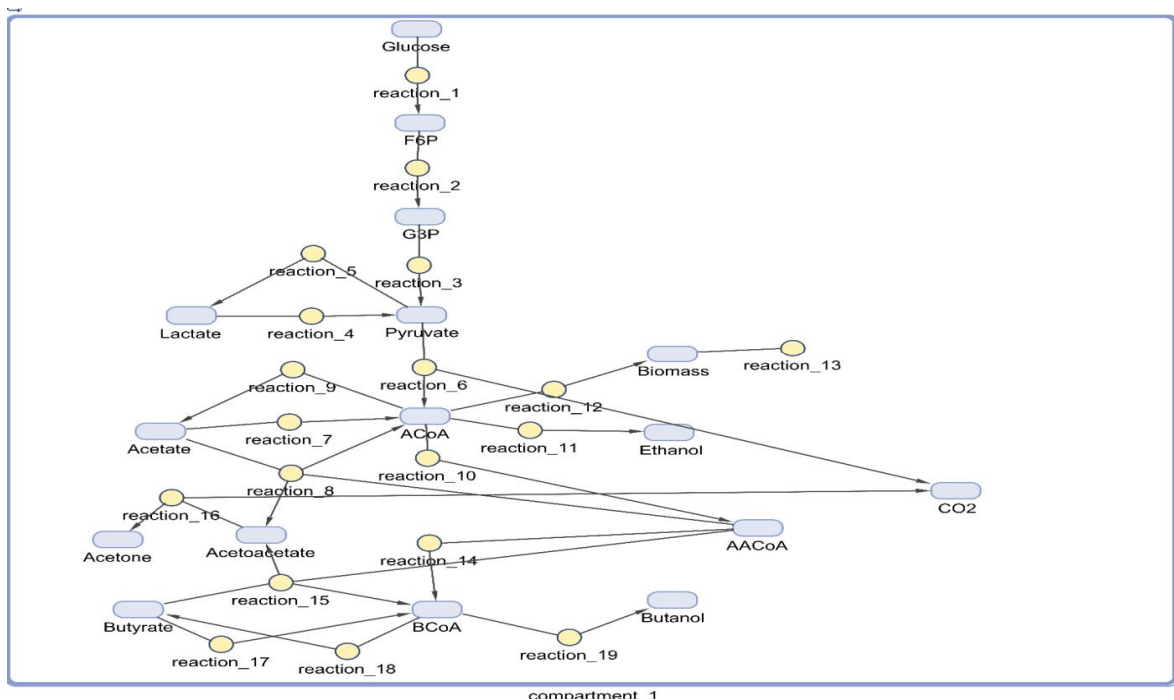 Glucose
reaction_1
F6P
reaction_2
G3P
reaction_5
reaction_3
Lactate
reaction_4
Pyruvate
reaction_9
reaction_6
Biomass
reaction_13
reaction_12
Acetate
reaction_7
ACoA
reaction_11
Ethanol
reaction_10
reaction_8
reaction_16
CO2
Acetone
Acetoacetate
reaction_14
AACoA
reaction_15
Butyrate
BCoA
Butanol
reaction_17
reaction_18
reaction_19
compartment_1